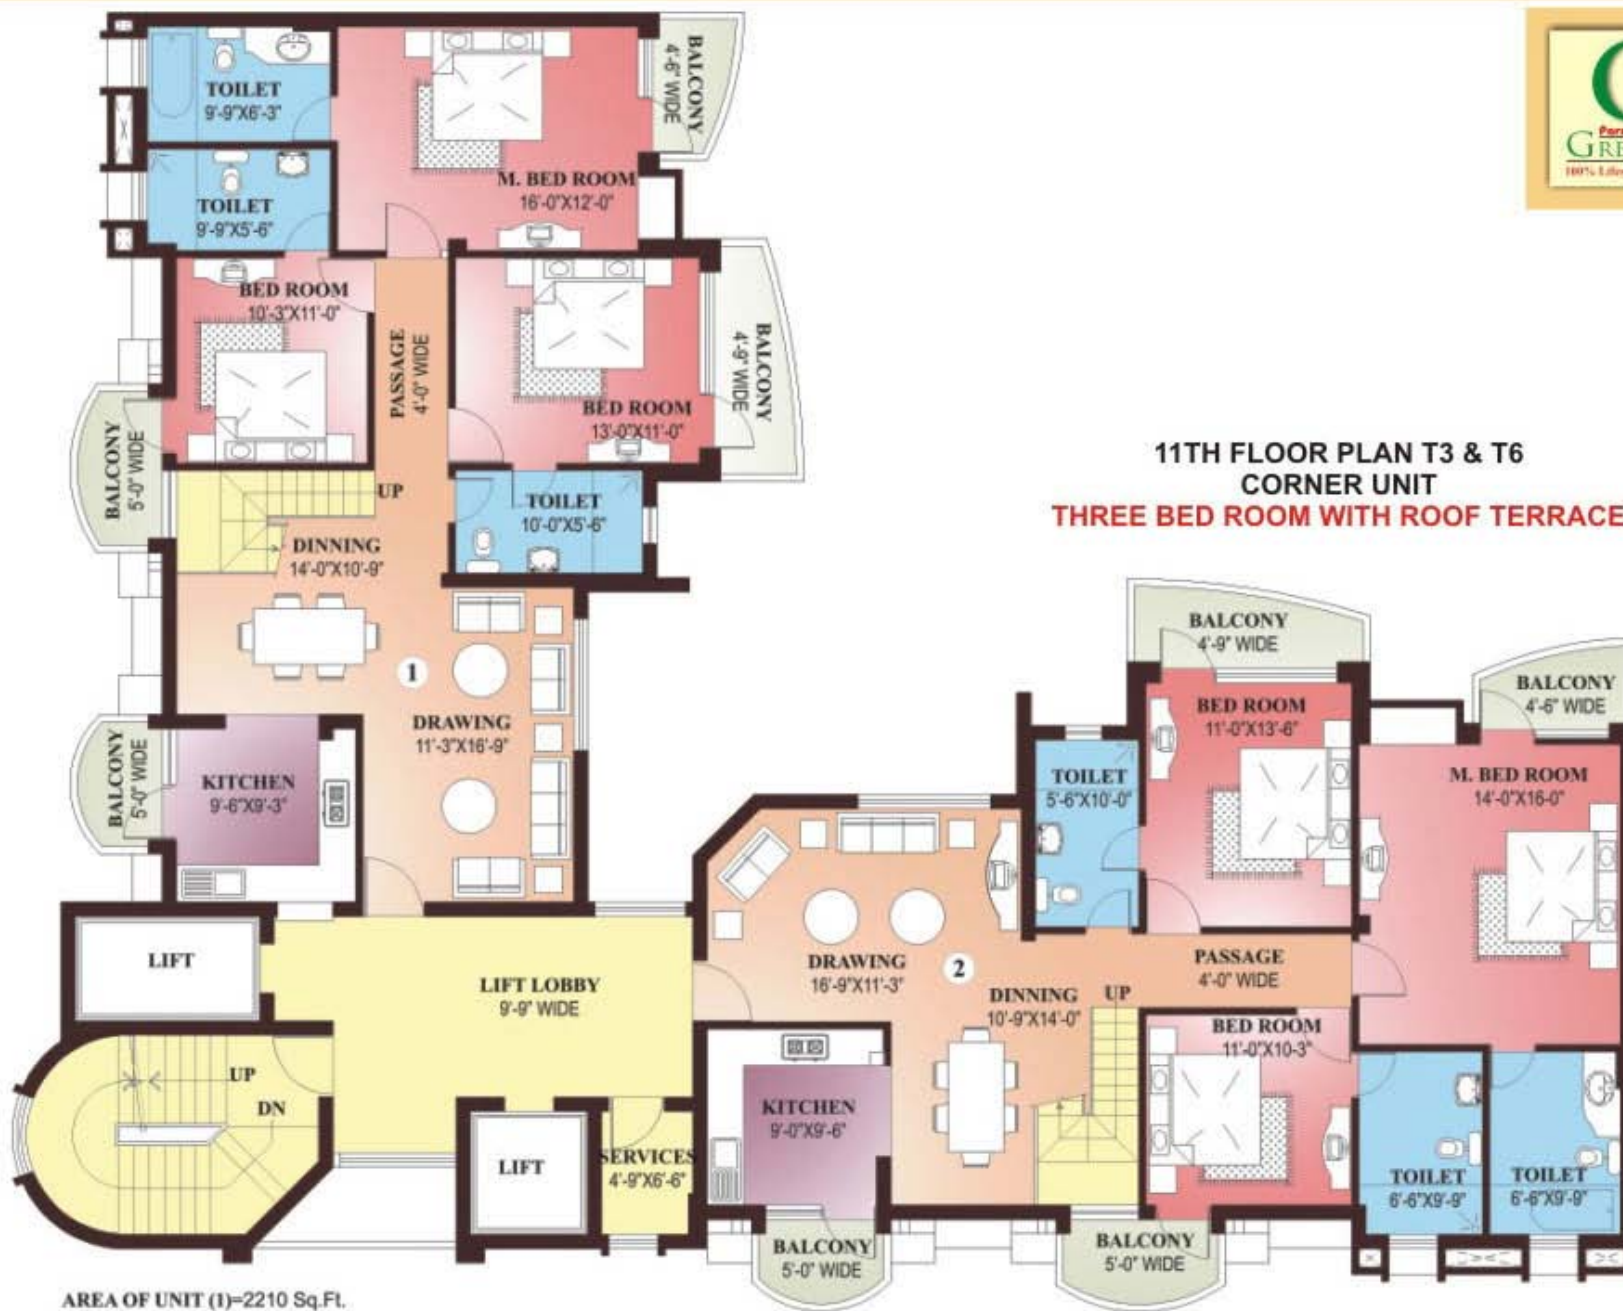 TOILET
9'-9"X6'-3"
BALCONY
4'-6" WIDE
M. BED ROOM
16'-0"X12'-0"
TOILET
9'-9"X5'-6"
BED ROOM
10'-3"X11'-0"
PASSAGE
4'-0" WIDE
BALCONY
4'-9" WIDE
BED ROOM
13'-0"X11'-0"
BALCONY
5'-0" WIDE
UP
TOILET
10'-0"X5'-6"
DINNING
14'-0"X10'-9"
1
DRAWING
11'-3"X16'-9"
BALCONY
5'-0" WIDE
KITCHEN
9'-6"X9'-3"
11TH FLOOR PLAN T3 & T6
CORNER UNIT
THREE BED ROOM WITH ROOF TERRACE
BALCONY
4'-9" WIDE
BALCONY
4'-6" WIDE
BED ROOM
11'-0"X13'-6"
TOILET
5'-6"X10'-0"
M. BED ROOM
14'-0"X16-0"
LIFT
LIFT LOBBY
9'-9" WIDE
DRAWING
16'-9"X11'-3"
2
PASSAGE
4'-0" WIDE
DINNING
10'-9"X14'-0"
UP
BED ROOM
11'-0"X10-3"
UP
DN
KITCHEN
9'-0"X9'-6"
LIFT
SERVICES
4'-9"X6'-6"
TOILET
6'-6"X9'-9"
TOILET
6'-6"X9'-9"
BALCONY
5'-0" WIDE
BALCONY
5'-0" WIDE
AREA OF UNIT (1)=2210 Sq.Ft.